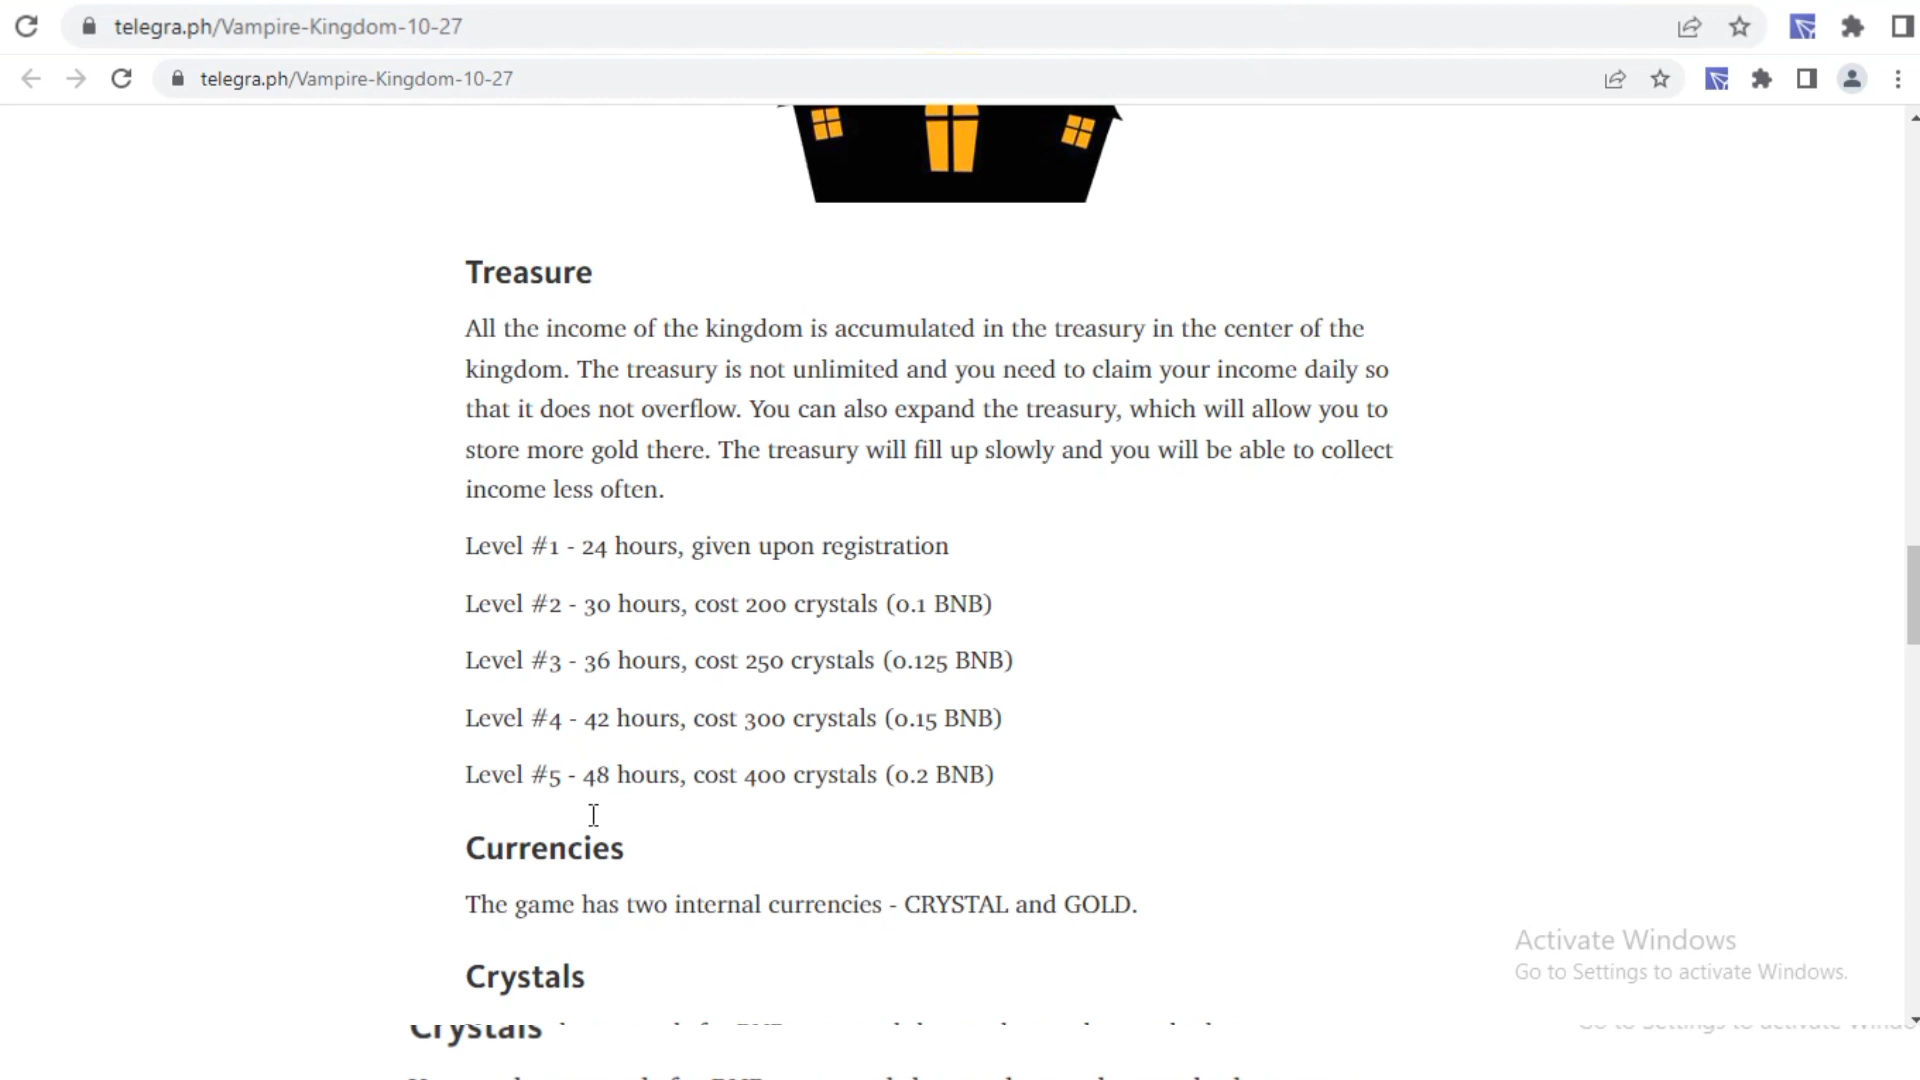 telegra.ph/Vampire-Kingdom-10-27
telegra.ph/Vampire-Kingdom-10-27
Treasure
All the income of the kingdom is accumulated in the treasury in the center of the
kingdom. The treasury is not unlimited and you need to claim your income daily so
that it does not overflow. You can also expand the treasury, which will allow you to
store more gold there. The treasury will fill up slowly and you will be able to collect
income less often.
Level #1 - 24 hours, given upon registration
Level #2 - 30 hours, cost 200 crystals (0.1 BNB)
Level #3 - 36 hours, cost 250 crystals (0.125 BNB)
Level #4 - 42 hours, cost 300 crystals (0.15 BNB)
Level #5 - 48 hours, cost 400 crystals (0.2 BNB)
Currencies
The game has two internal currencies - CRYSTAL and GOLD.
Activate Windows
Go to Settings to activate Windows.
Crystals
Crystals